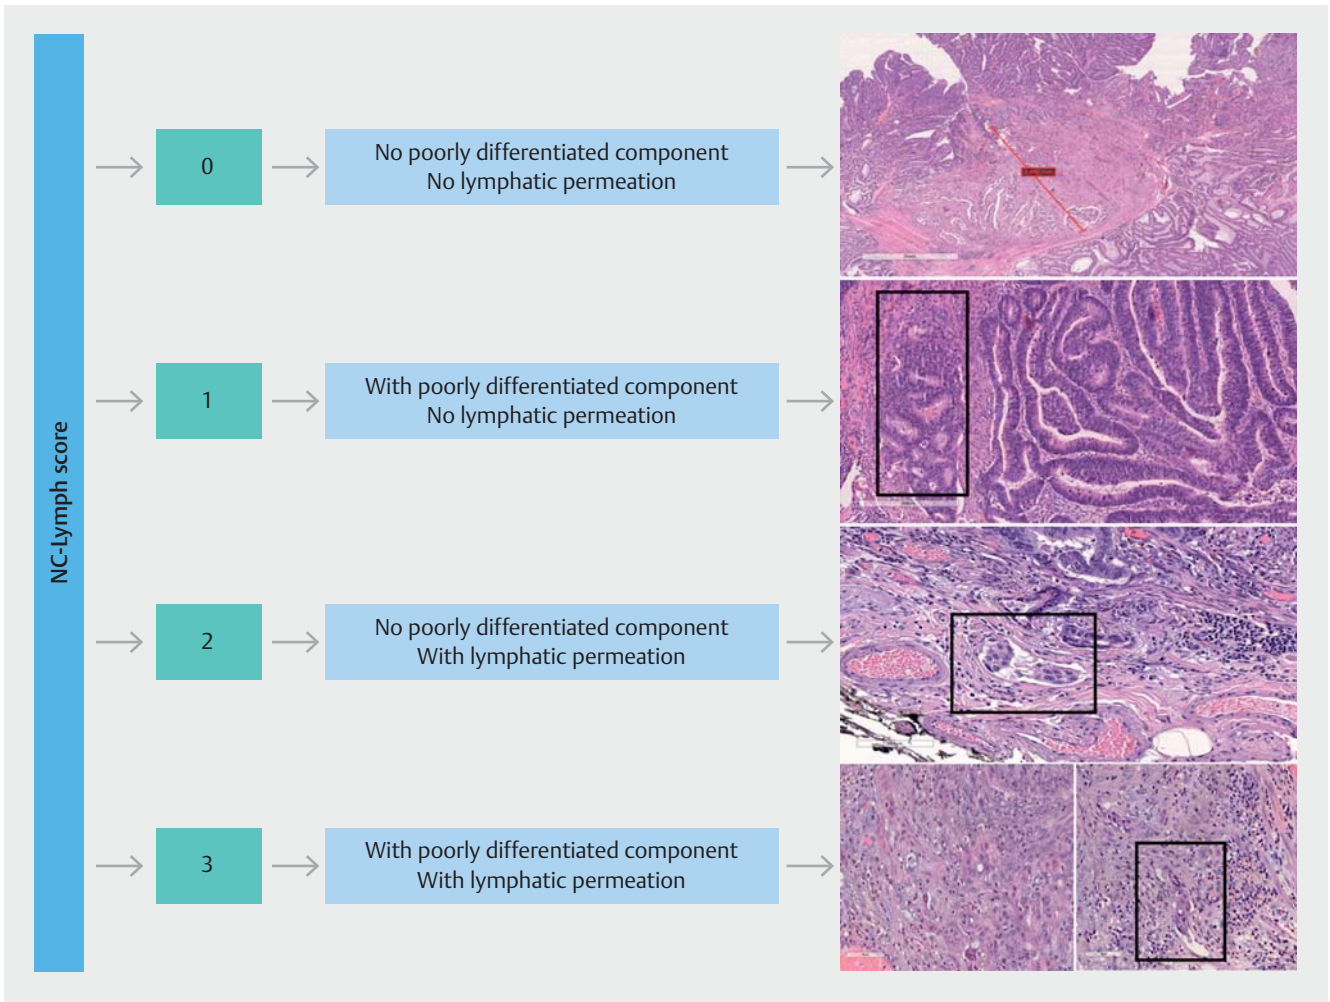 NC-Lymph score
0
No poorly differentiated component
No lymphatic permeation
1
With poorly differentiated component
No lymphatic permeation
2
No poorly differentiated component
With lymphatic permeation
3
With poorly differentiated component
With lymphatic permeation